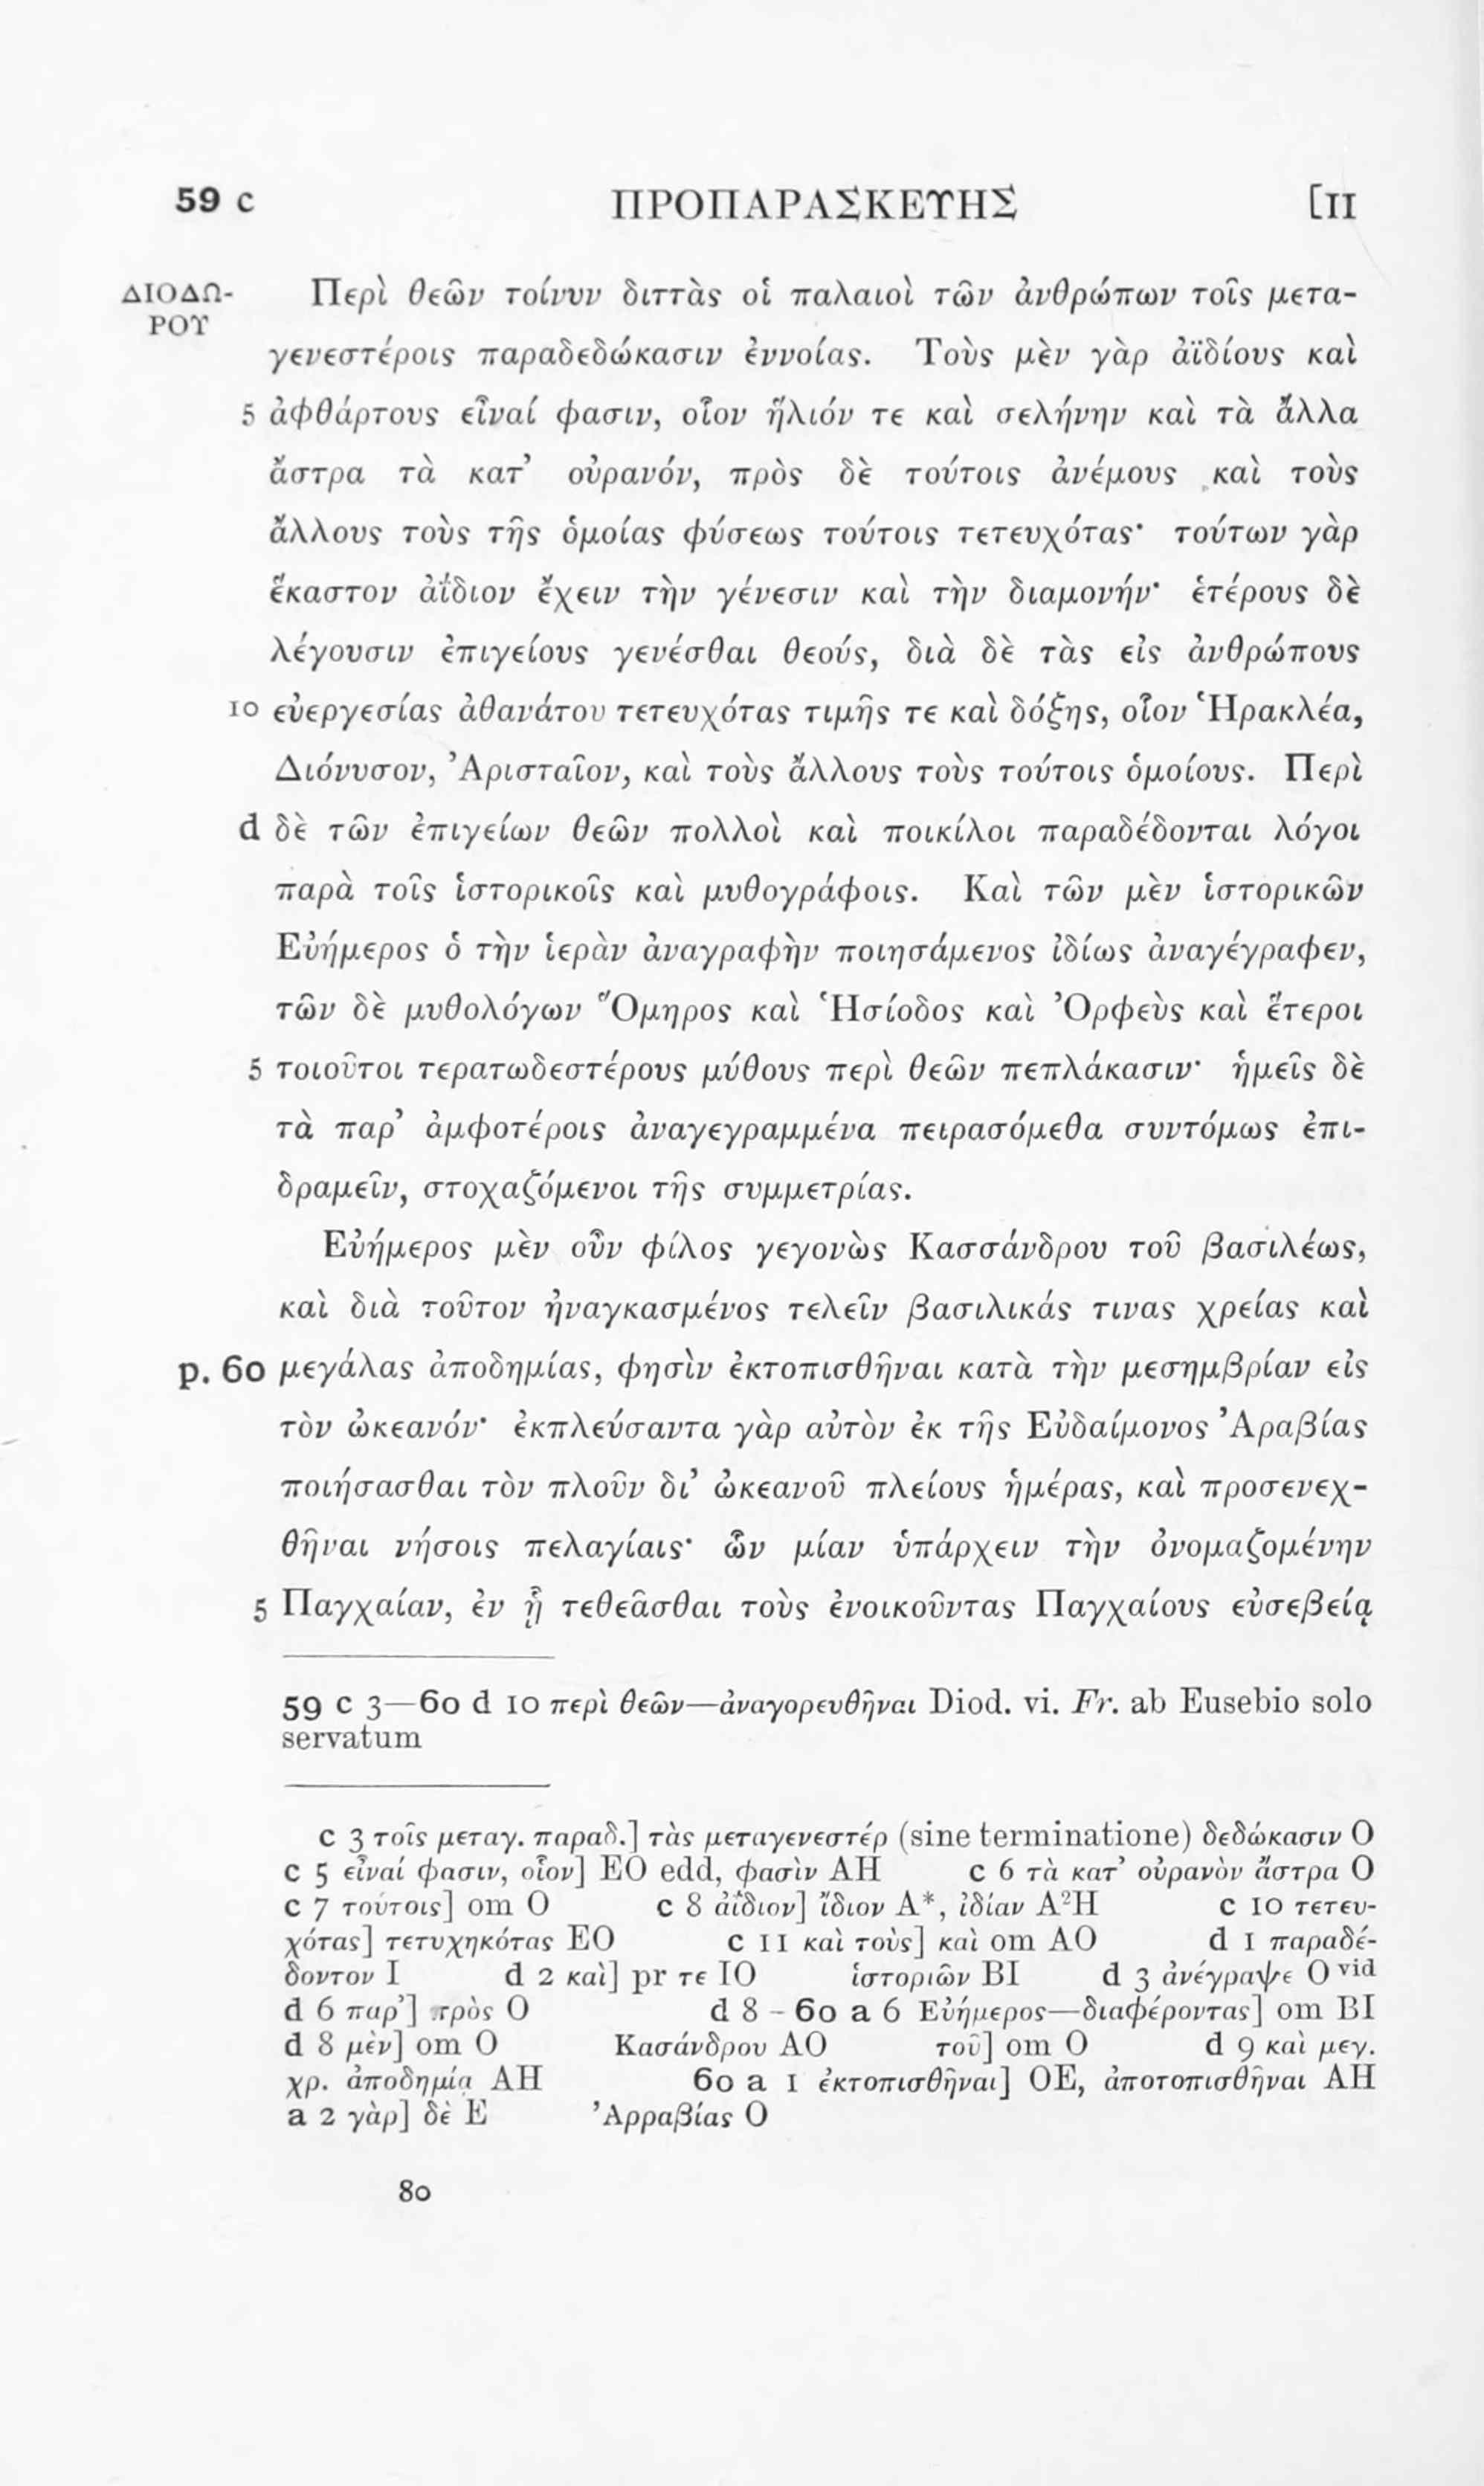 59 c ΠΡΟΠΑΡΑΣΚΕΥΗΣ [II
ΔΙΟΔΩ- Περὶ θεῶν τοίνυν διττὰς οἱ παλαιοὶ τῶν ἀνθρώπων τοῖς μετα-
ΡΟΥ
γενεστέροις παραδεδώκασιν ἐννοίας. Τοὺς μὲν γὰρ ἀϊδίους καὶ
5 ἀφθάρτους εἶναί φασιν, οἷον ἥλιόν τε καὶ σελήνην καὶ τὰ ἄλλα
ἄστρα τὰ κατ’ οὐρανόν, πρὸς δὲ τούτοις ἀνέμους καὶ τοὺς
ἄλλους τοὺς τῆς ὁμοίας φύσεως τούτοις τετευχότας· τούτων γὰρ
ἕκαστον ἀΐδιον ἔχειν τὴν γένεσιν καὶ τὴν διαμονήν· ἑτέρους δὲ
λέγουσιν ἐπιγείους γενέσθαι θεούς, διὰ δὲ τὰς εἰς ἀνθρώπους
10 εὐεργεσίας ἀθανάτου τετευχότας τιμῆς τε καὶ δόξης, οἷον Ἡρακλέα,
Διόνυσον, Ἀρισταῖον, καὶ τοὺς ἄλλους τοὺς τούτοις ὁμοίους. Περὶ
d δὲ τῶν ἐπιγείων θεῶν πολλοὶ καὶ ποικίλοι παραδέδονται λόγοι
παρὰ τοῖς ἱστορικοῖς καὶ μυθογράφοις. Καὶ τῶν μὲν ἱστορικῶν
Εὐήμερος ὁ τὴν ἱερὰν ἀναγραφὴν ποιησάμενος ἰδίως ἀναγέγραφεν,
τῶν δὲ μυθολόγων Ὅμηρος καὶ Ἡσίοδος καὶ Ὀρφεὺς καὶ ἕτεροι
5 τοιοῦτοι τερατωδεστέρους μύθους περὶ θεῶν πεπλάκασιν· ἡμεῖς δὲ
τὰ παρ’ ἀμφοτέροις ἀναγεγραμμένα πειρασόμεθα συντόμως ἐπι-
δραμεῖν, στοχαζόμενοι τῆς συμμετρίας.
Εὐήμερος μὲν οὖν φίλος γεγονὼς Κασσάνδρου τοῦ βασιλέως,
καὶ διὰ τοῦτον ἠναγκασμένος τελεῖν βασιλικάς τινας χρείας καὶ
p. 60 μεγάλας ἀποδημίας, φησὶν ἐκτοπισθῆναι κατὰ τὴν μεσημβρίαν εἰς
τὸν ὠκεανόν· ἐκπλεύσαντα γὰρ αὐτὸν ἐκ τῆς Εὐδαίμονος Ἀραβίας
ποιήσασθαι τὸν πλοῦν δι’ ὠκεανοῦ πλείους ἡμέρας, καὶ προσενεχ-
θῆναι νήσοις πελαγίαις· ὧν μίαν ὑπάρχειν τὴν ὀνομαζομένην
5 Παγχαίαν, ἐν ᾗ τεθεᾶσθαι τοὺς ἐνοικοῦντας Παγχαίους εὐσεβείᾳ
59 c 3—60 d 10 περὶ θεῶν—ἀναγορευθῆναι Diod. vi. Fr. ab Eusebio solo
servatum
c 3 τοῖς μεταγ. παραδ.] τὰς μεταγενεστέρ (sine terminatione) δεδώκασιν O
c 5 εἶναί φασιν, οἷον] EO edd, φασὶν AH c 6 τὰ κατ’ οὐρανὸν ἄστρα O
c 7 τούτοις] om O c 8 ἀΐδιον] ἴδιον A*, ἰδίαν A²H c 10 τετευ-
χότας] τετυχηκότας EO c 11 καὶ τοὺς] καὶ om AO d 1 παραδέ-
δοντον I d 2 καὶ] pr τε IO ἱστοριῶν BI d 3 ἀνέγραψε O vid
d 6 παρ’] πρὸς O d 8 – 60 a 6 Εὐήμερος—διαφέροντας] om BI
d 8 μὲν] om O Κασάνδρου AO τοῦ] om O d 9 καὶ μεγ.
χρ. ἀποδημίᾳ AH 60 a 1 ἐκτοπισθῆναι] OE, ἀποτοπισθῆναι AH
a 2 γὰρ] δὲ E Ἀρραβίας O
80